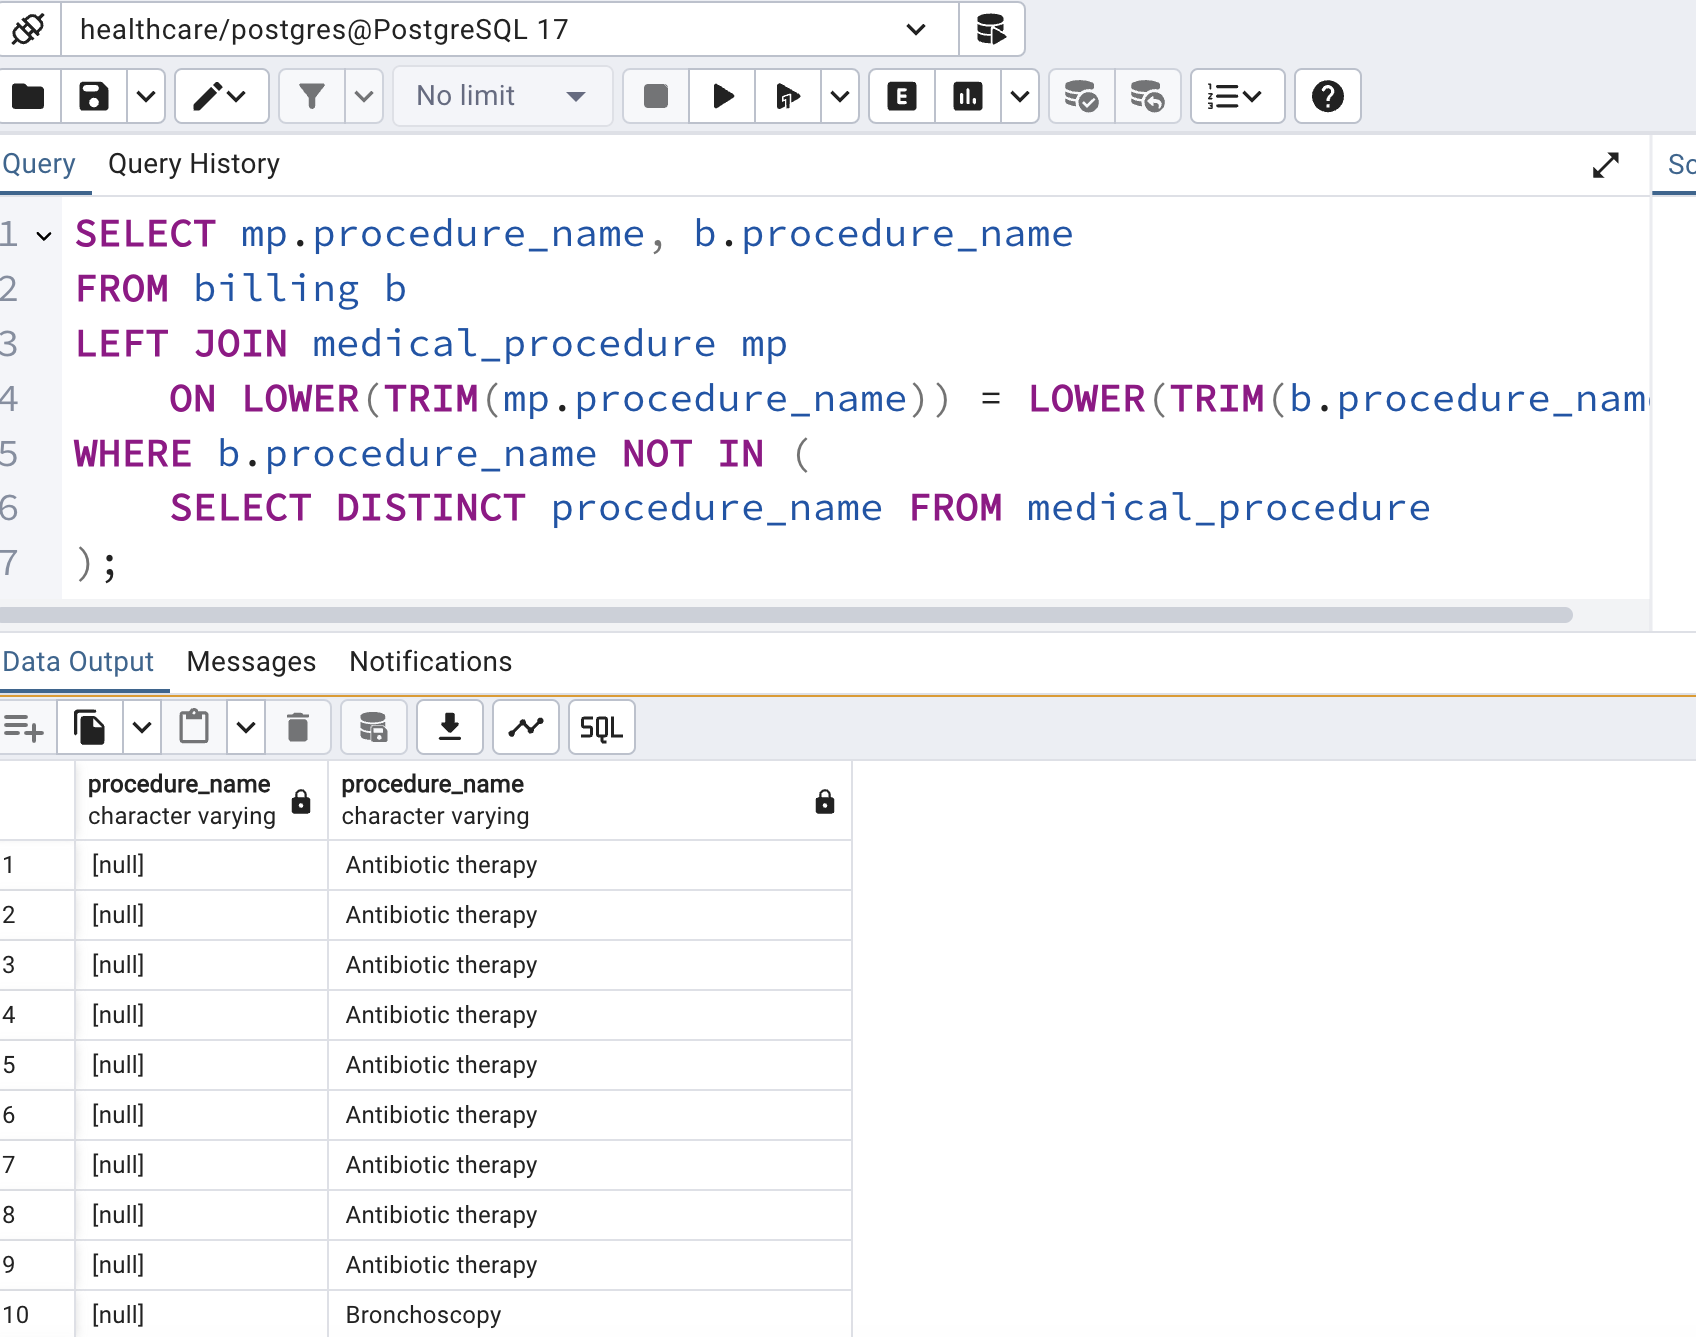 healthcare/postgres@PostgreSQL 17
No limit
E
Query Query History
1 SELECT mp.procedure_name, b.procedure_name
2 FROM billing b
3 LEFT JOIN medical_procedure mp
4 ON LOWER(TRIM(mp.procedure_name)) = LOWER(TRIM(b.procedure_nam
5 WHERE b.procedure_name NOT IN (
6 SELECT DISTINCT procedure_name FROM medical_procedure
7 );
Sc
Data Output Messages Notifications
SQL
procedure_name procedure_name
character varying character varying
1 [null] Antibiotic therapy
2 [null] Antibiotic therapy
3 [null] Antibiotic therapy
4 [null] Antibiotic therapy
5 [null] Antibiotic therapy
6 [null] Antibiotic therapy
7 [null] Antibiotic therapy
8 [null] Antibiotic therapy
9 [null] Antibiotic therapy
10 [null] Bronchoscopy